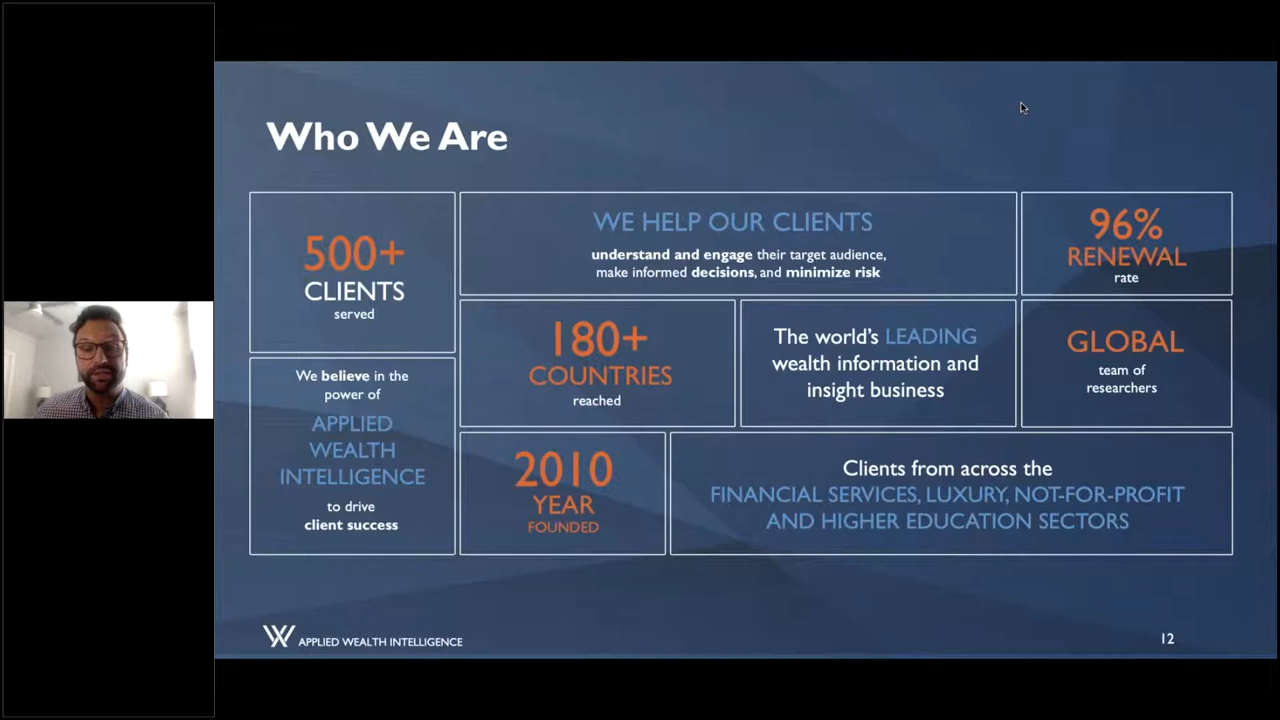 Who We Are
500+
CLIENTS
served
WE HELP OUR CLIENTS
understand and engage their target audience,
make informed decisions, and minimize risk
96%
RENEWAL
rate
180+
COUNTRIES
reached
The world's LEADING
wealth information and
insight business
GLOBAL
team of
researchers
We believe in the
power of
APPLIED
WEALTH
INTELLIGENCE
to drive
client success
2010
YEAR
FOUNDED
Clients from across the
FINANCIAL SERVICES, LUXURY, NOT-FOR-PROFIT
AND HIGHER EDUCATION SECTORS
APPLIED WEALTH INTELLIGENCE
12